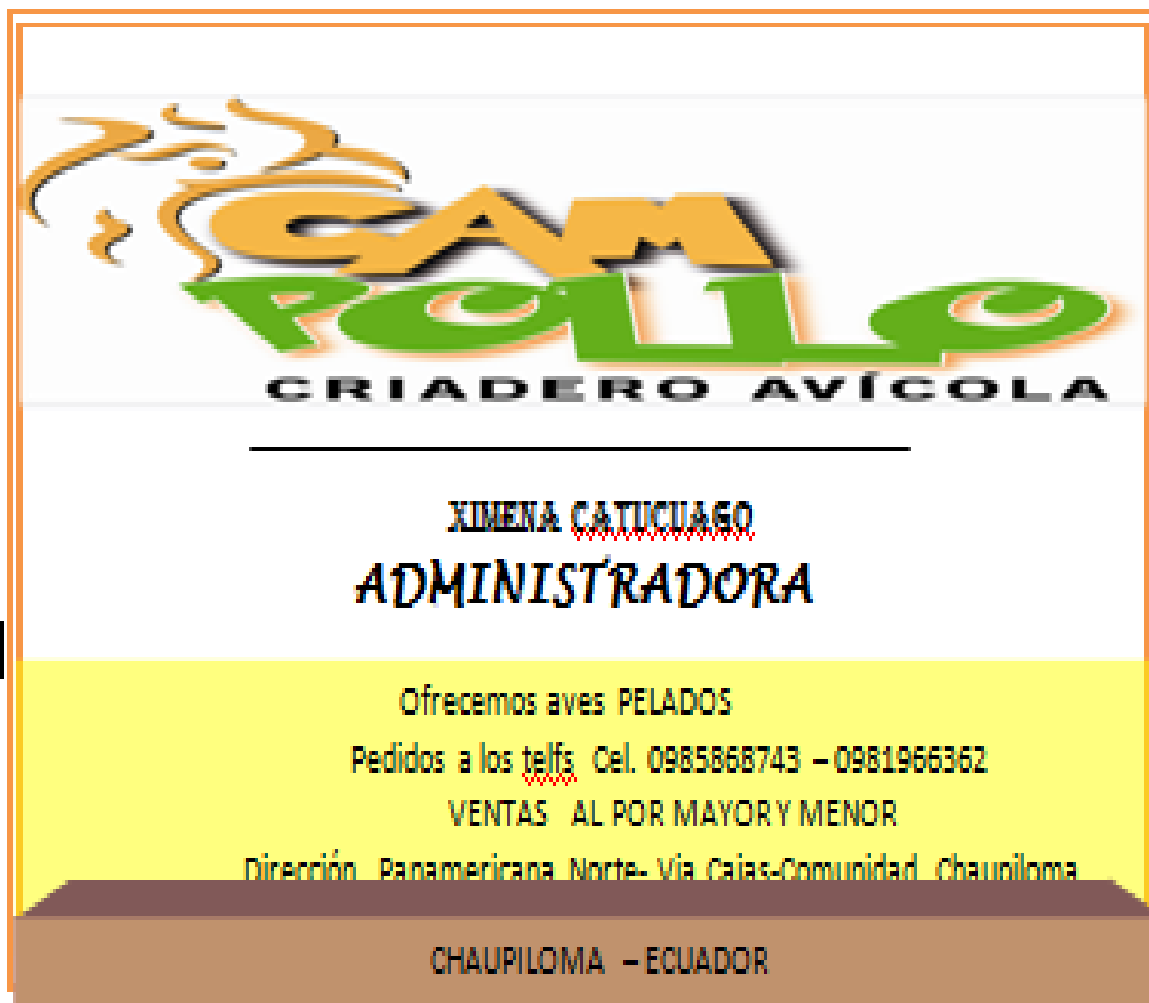 CAM
POLLO
CRIADERO AVÍCOLA
XIMENA CATUCUAGO
ADMINISTRADORA
Ofrecemos aves PELADOS
Pedidos a los telfs Cel. 0985868743 – 0981966362
VENTAS AL POR MAYOR Y MENOR
Dirección Panamericana Norte- Via Cajas-Comunidad Chaupiloma
CHAUPILOMA – ECUADOR